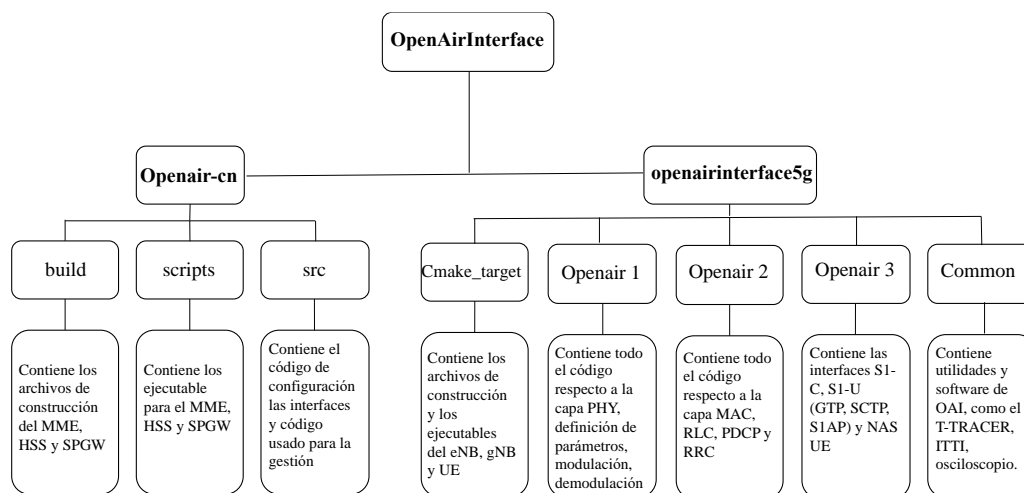 OpenAirInterface
Openair-cn
openairinterface5g
build
scripts
src
Cmake_target
Openair 1
Openair 2
Openair 3
Common
Contiene los
archivos de
construcción
del MME,
HSS y SPGW
Contiene los
ejecutable
para el MME,
HSS y SPGW
Contiene el
código de
configuración
las interfaces
y código
usado para la
gestión
Contiene los
archivos de
construcción
y los
ejecutables
del eNB, gNB
y UE
Contiene todo
el código
respecto a la
capa PHY,
definición de
parámetros,
modulación,
demodulación
Contiene todo
el código
respecto a la
capa MAC,
RLC, PDCP y
RRC
Contiene las
interfaces S1-
C, S1-U
(GTP, SCTP,
S1AP) y NAS
UE
Contiene
utilidades y
software de
OAI, como el
T-TRACER,
ITTI,
osciloscopio.